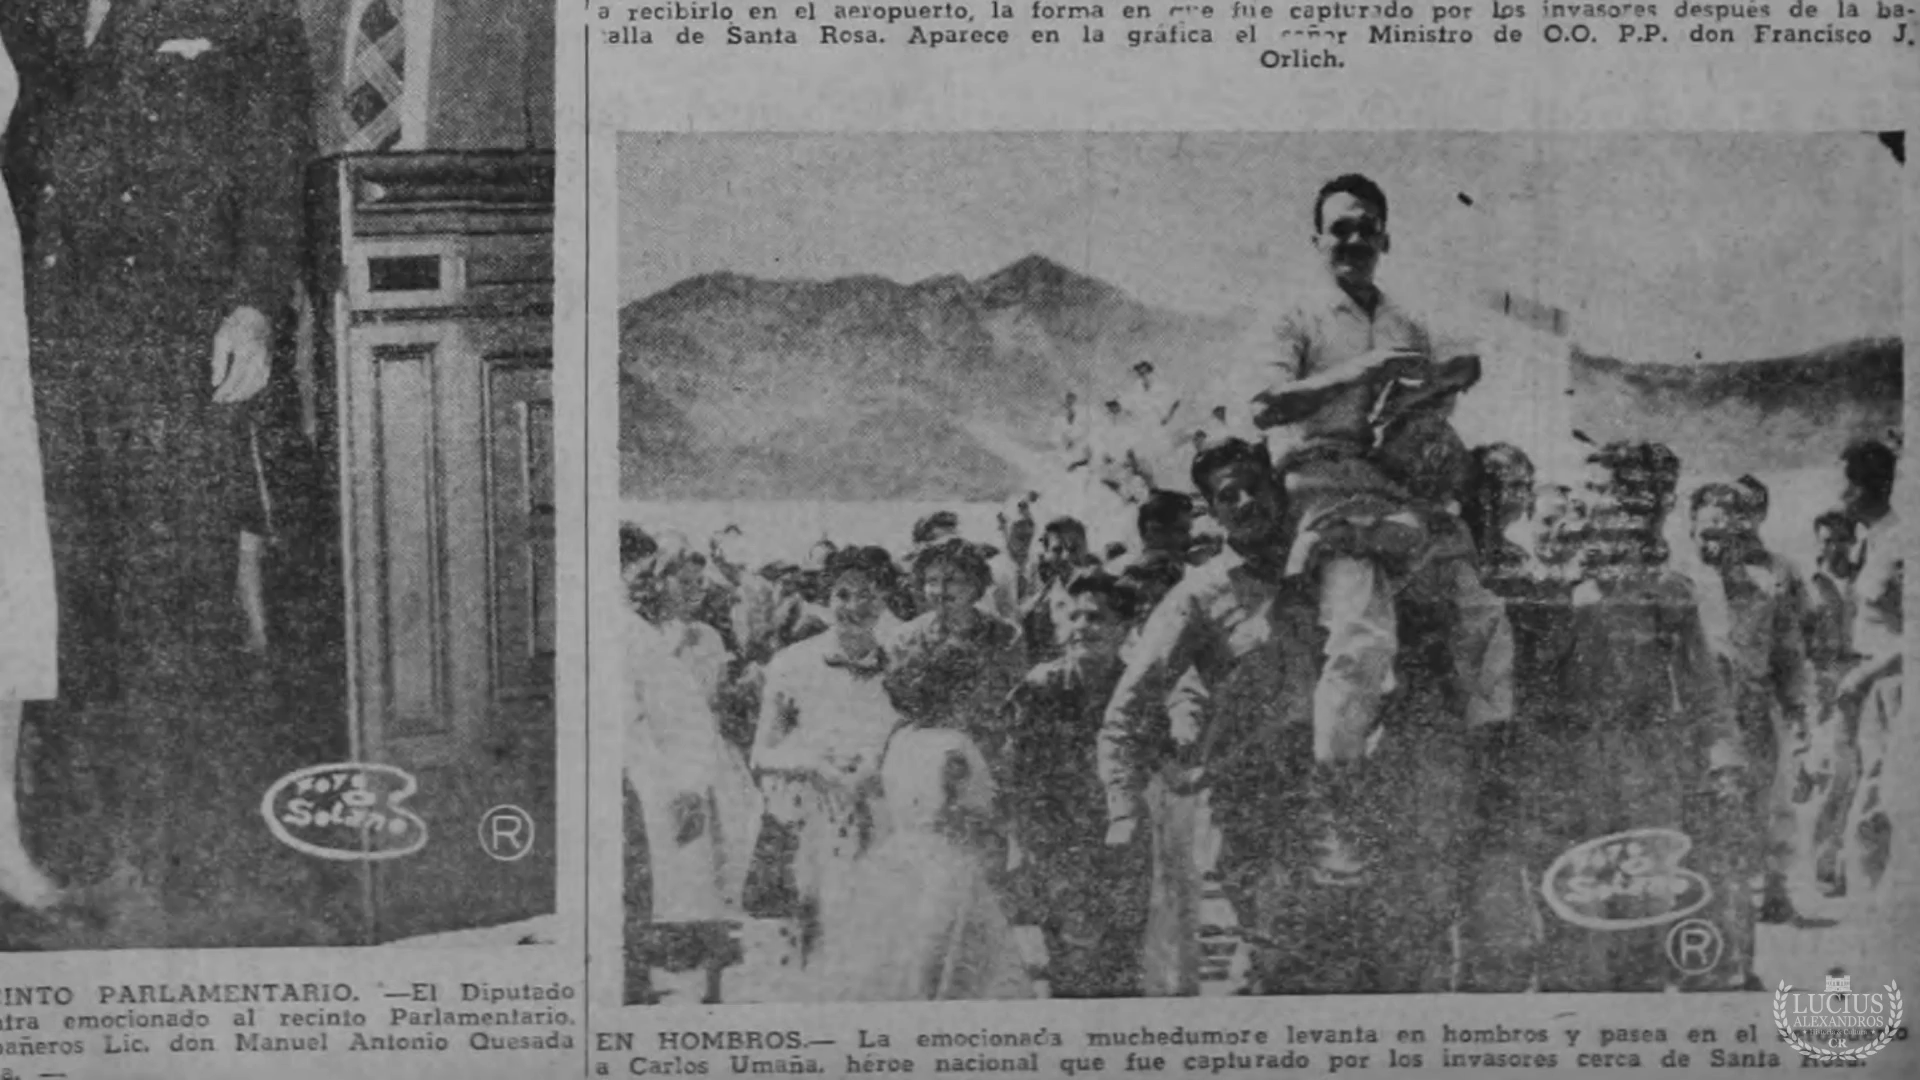 a recibirlo en el aeropuerto, la forma en que fue capturado por los invasores después de la ba-
alla de Santa Rosa. Aparece en la gráfica el señor Ministro de O.O. P.P. don Francisco J.
Orlich.
Foto
Solano
R
Foto
Solano
R
INTO PARLAMENTARIO. —El Diputado
ntra emocionado al recinto Parlamentario.
pañeros Lic. don Manuel Antonio Quesada
a. —
EN HOMBROS.— La emocionada muchedumbre levanta en hombros y pasea en el
a Carlos Umaña, héroe nacional que fue capturado por los invasores cerca de Santa
LUCIUS
ALEXANDROS
CR